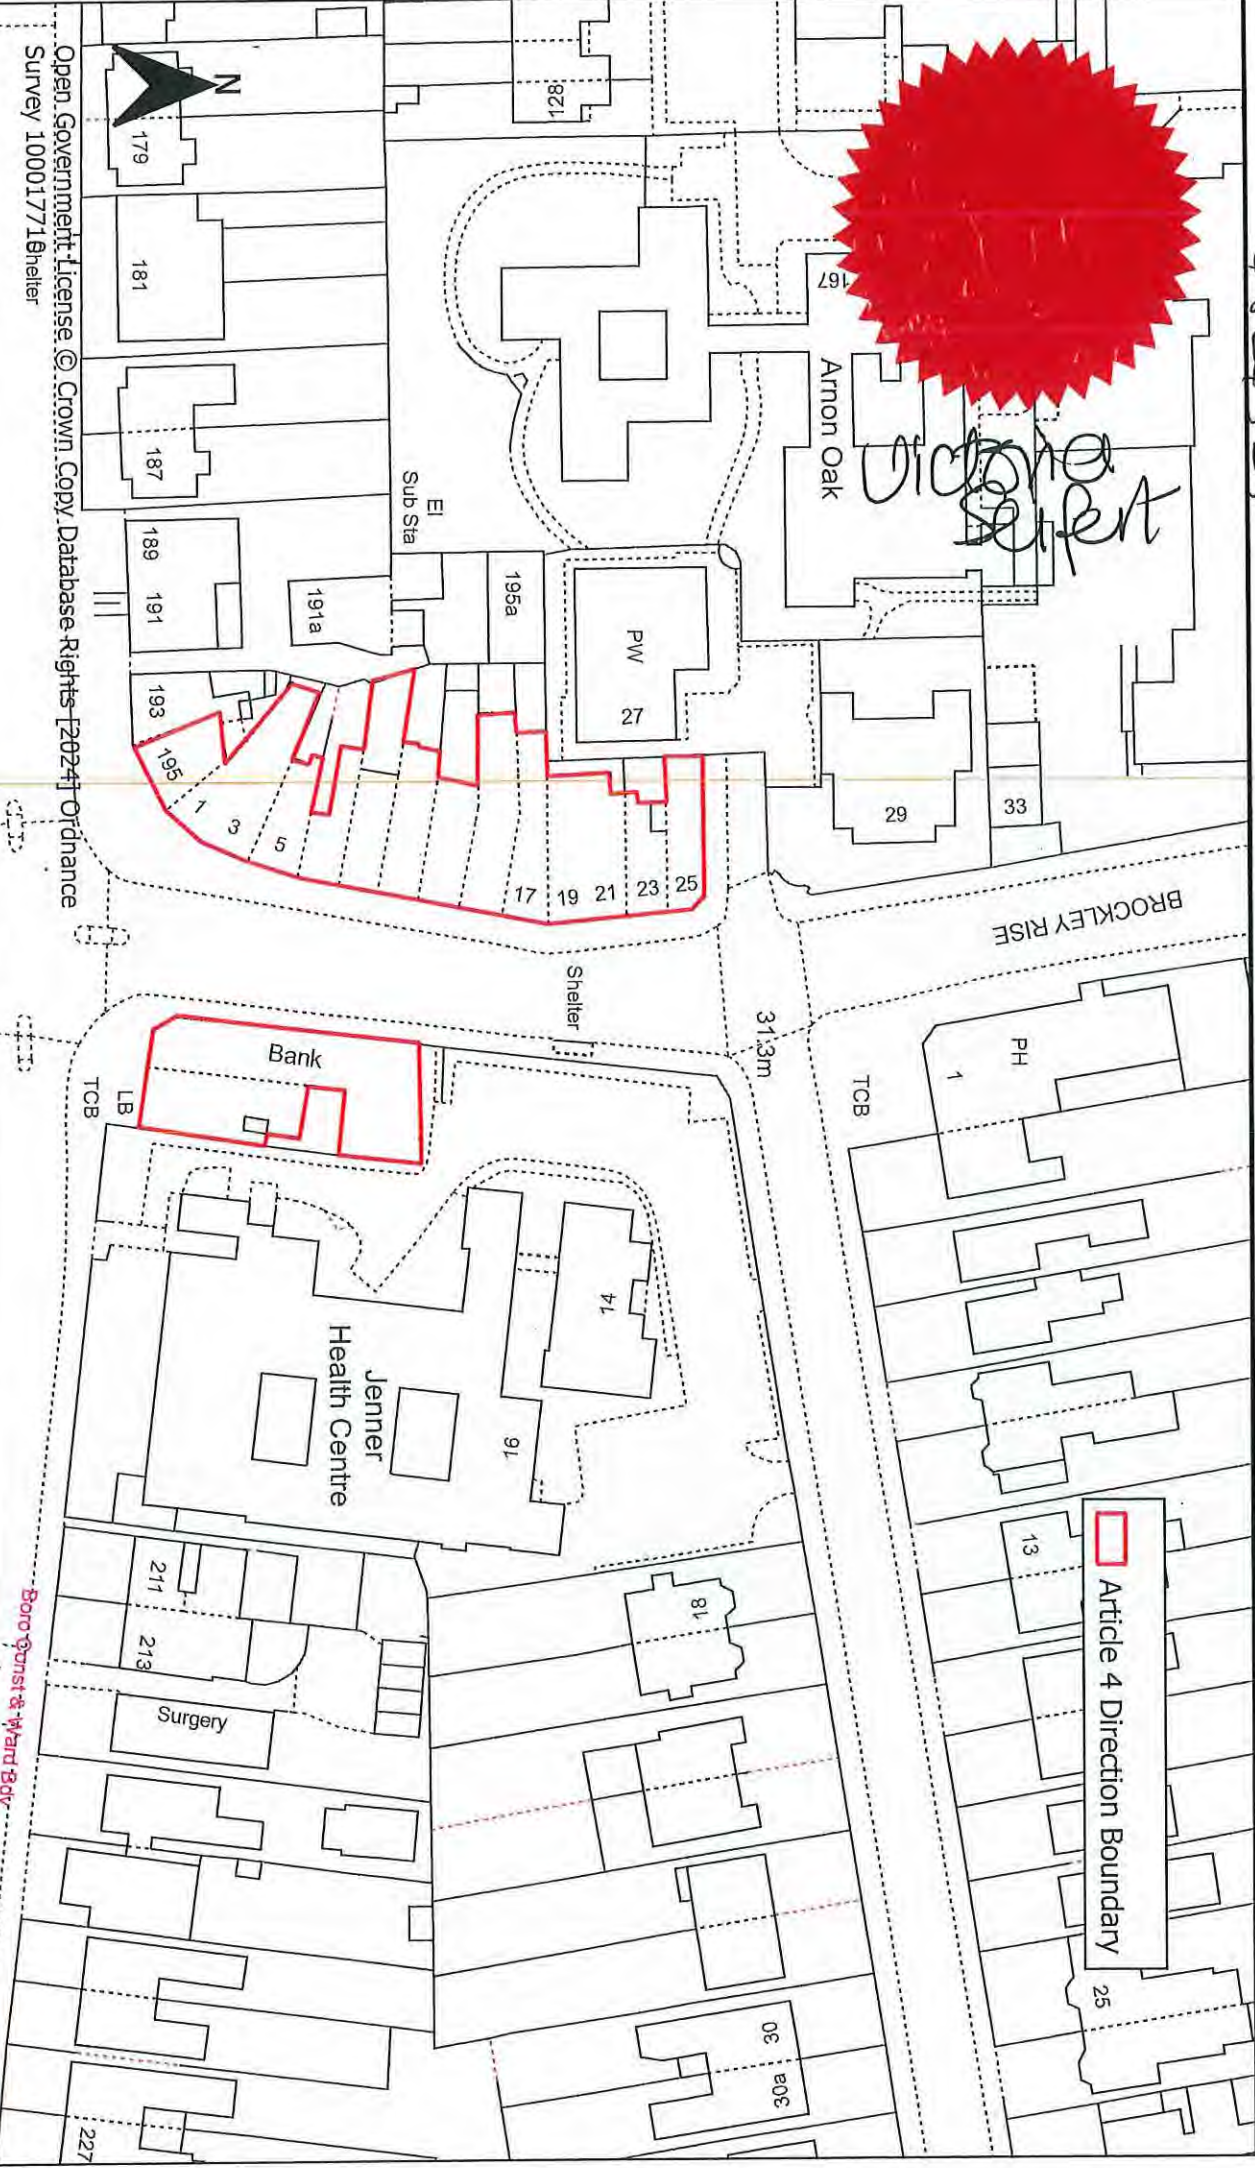 N
Open Government License © Crown Copy Database Rights [2024] Ordnance
Survey 100017710
Shelter
179
181
187
189
191
193
195
1
3
5
17
19
21
23
25
191a
195a
El
Sub Sta
128
167
Arnon Oak
Victoria
Seifert
PW
27
29
33
BROCKLEY RISE
Shelter
31.3m
TCB
PH
1
Bank
LB
TCB
14
16
Jenner
Health Centre
13
18
211
213
Surgery
Boro Const & Ward Bdy
Article 4 Direction Boundary
25
30
30a
227